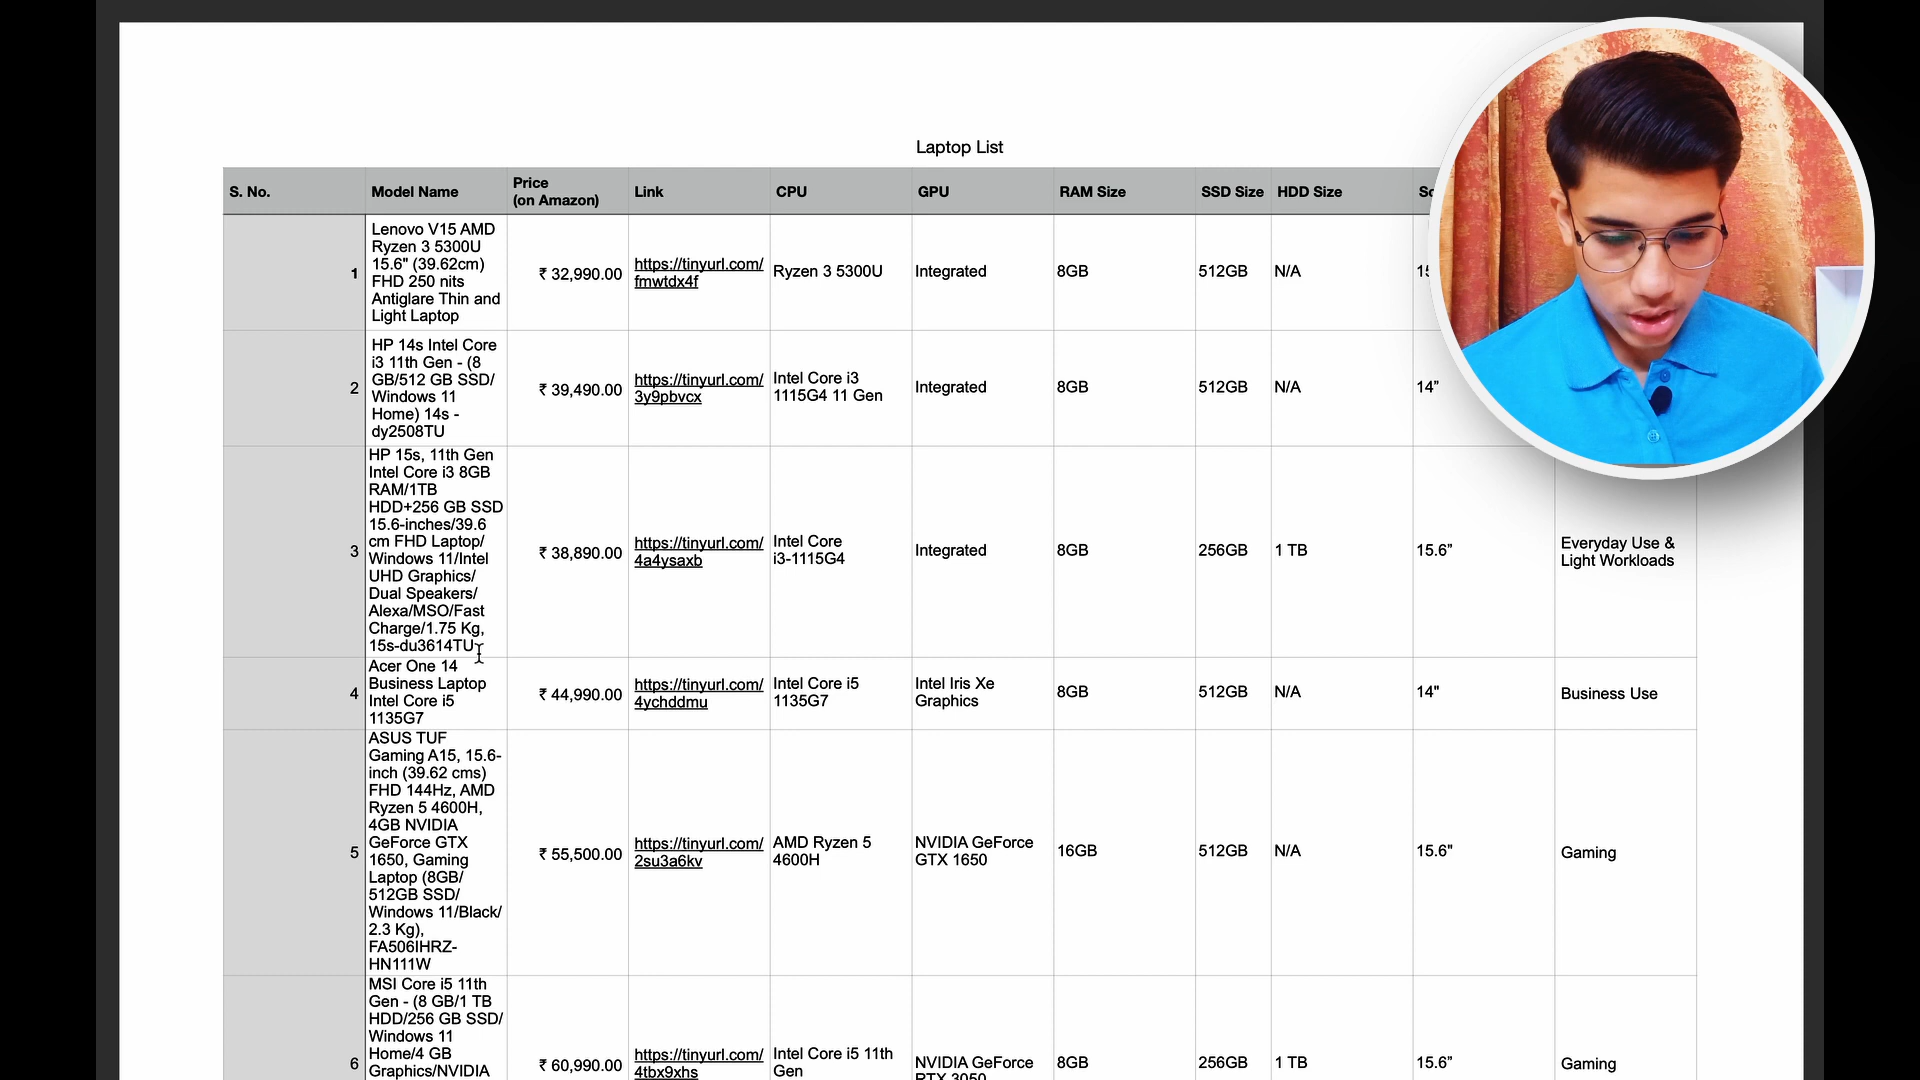 Laptop List
S. No.
Model Name
Price
(on Amazon)
Link
CPU
GPU
RAM Size
SSD Size
HDD Size
1
Lenovo V15 AMD
Ryzen 3 5300U
15.6" (39.62cm)
FHD 250 nits
Antiglare Thin and
Light Laptop
₹ 32,990.00
https://tinyurl.com/
fmwtdx4f
Ryzen 3 5300U
Integrated
8GB
512GB
N/A
2
HP 14s Intel Core
i3 11th Gen - (8
GB/512 GB SSD/
Windows 11
Home) 14s -
dy2508TU
₹ 39,490.00
https://tinyurl.com/
3y9pbvcx
Intel Core i3
1115G4 11 Gen
Integrated
8GB
512GB
N/A
14”
3
HP 15s, 11th Gen
Intel Core i3 8GB
RAM/1TB
HDD+256 GB SSD
15.6-inches/39.6
cm FHD Laptop/
Windows 11/Intel
UHD Graphics/
Dual Speakers/
Alexa/MSO/Fast
Charge/1.75 Kg,
15s-du3614TU
₹ 38,890.00
https://tinyurl.com/
4a4ysaxb
Intel Core
i3-1115G4
Integrated
8GB
256GB
1 TB
15.6”
Everyday Use &
Light Workloads
4
Acer One 14
Business Laptop
Intel Core i5
1135G7
₹ 44,990.00
https://tinyurl.com/
4ychddmu
Intel Core i5
1135G7
Intel Iris Xe
Graphics
8GB
512GB
N/A
14"
Business Use
5
ASUS TUF
Gaming A15, 15.6-
inch (39.62 cms)
FHD 144Hz, AMD
Ryzen 5 4600H,
4GB NVIDIA
GeForce GTX
1650, Gaming
Laptop (8GB/
512GB SSD/
Windows 11/Black/
2.3 Kg),
FA506IHRZ-
HN111W
₹ 55,500.00
https://tinyurl.com/
2su3a6kv
AMD Ryzen 5
4600H
NVIDIA GeForce
GTX 1650
16GB
512GB
N/A
15.6"
Gaming
6
MSI Core i5 11th
Gen - (8 GB/1 TB
HDD/256 GB SSD/
Windows 11
Home/4 GB
Graphics/NVIDIA
₹ 60,990.00
https://tinyurl.com/
4tbx9xhs
Intel Core i5 11th
Gen
NVIDIA GeForce
RTX 3050
8GB
256GB
1 TB
15.6”
Gaming